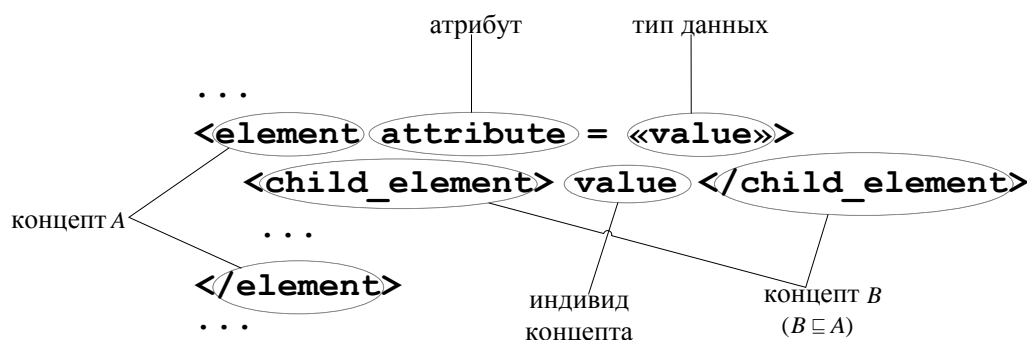 атрибут тип данных
...
<element attribute = «value»>
<child_element> value </child_element>
концепт A
...
</element>
индивид концепта
концепт B
(B ⊑ A)
...